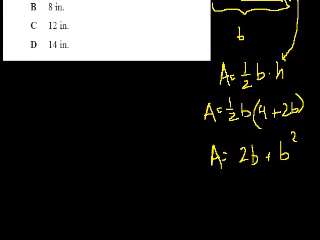 B 8 in.
C 12 in.
D 14 in.
b
A = 1/2 b · h
A = 1/2 b (4 + 2b)
A = 2b + b²